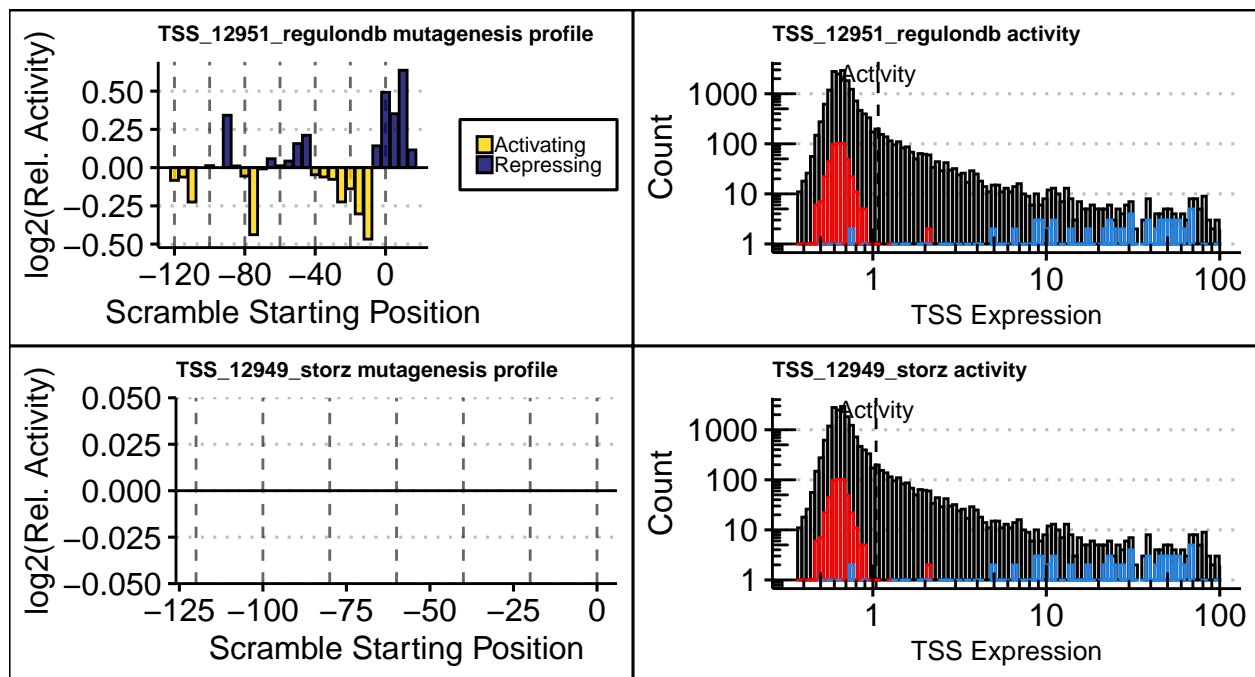 TSS_12951_regulondb mutagenesis profile
log2(Rel. Activity)
0.50
0.25
0.00
−0.25
−0.50
−120 −80 −40 0
Scramble Starting Position
Activating
Repressing
TSS_12951_regulondb activity
Activity
Count
1000
100
10
1
1 10 100
TSS Expression
TSS_12949_storz mutagenesis profile
log2(Rel. Activity)
0.050
0.025
0.000
−0.025
−0.050
−125 −100 −75 −50 −25 0
Scramble Starting Position
TSS_12949_storz activity
Activity
Count
1000
100
10
1
1 10 100
TSS Expression